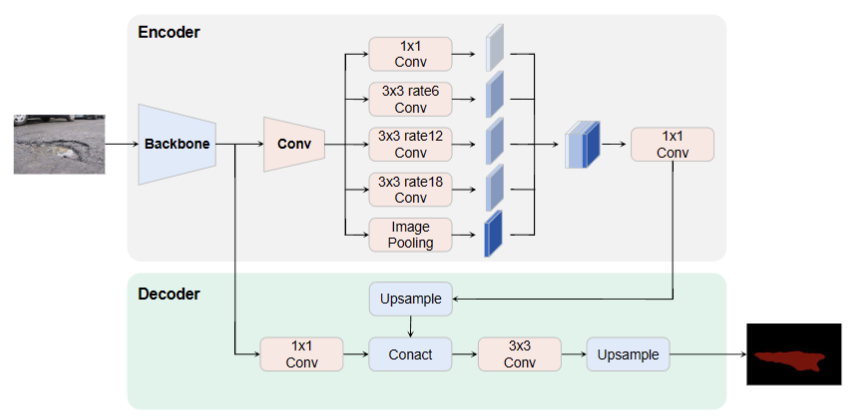 Encoder
Backbone
Conv
1x1
Conv
3x3 rate6
Conv
3x3 rate12
Conv
3x3 rate18
Conv
Image
Pooling
1x1
Conv
Decoder
Upsample
1x1
Conv
Conact
3x3
Conv
Upsample